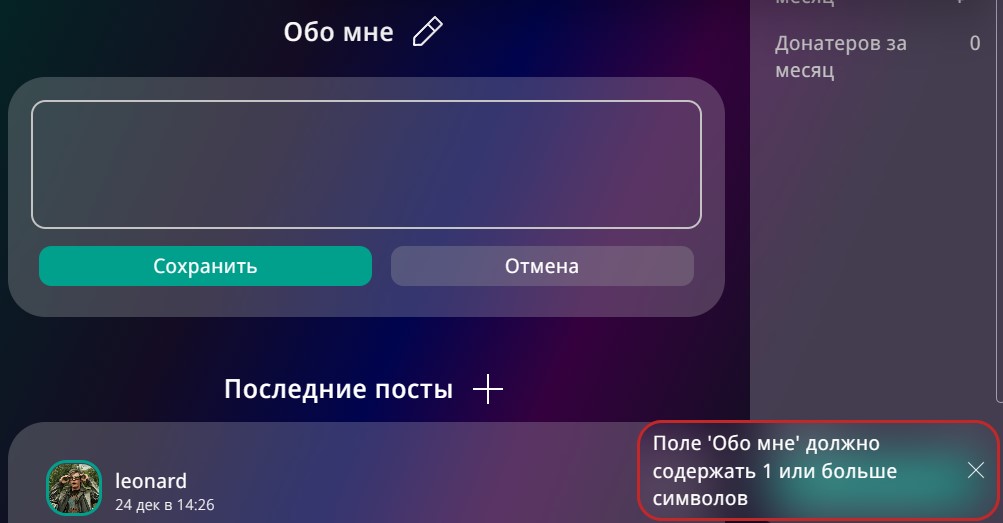 Обо мне
Донатеров за 0
месяц
Сохранить Отмена
Последние посты
leonard
24 дек в 14:26
Поле 'Обо мне' должно
содержать 1 или больше
символов